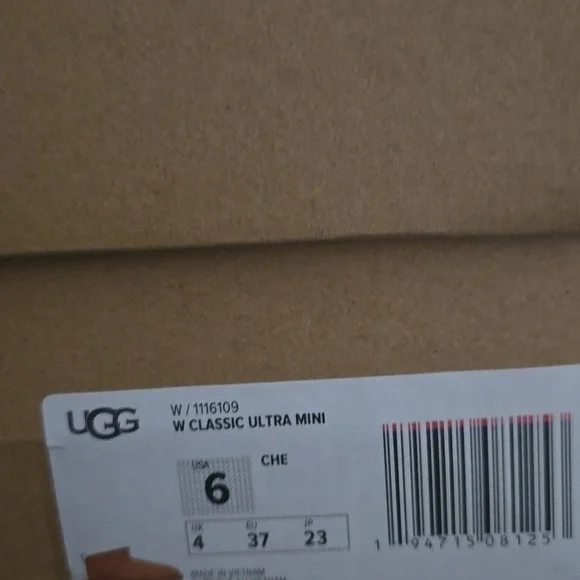 UGG
W / 1116109
W CLASSIC ULTRA MINI
USA
6
CHE
UK EU JP
4 37 23
1 94715 08125
MADE IN VIETNAM